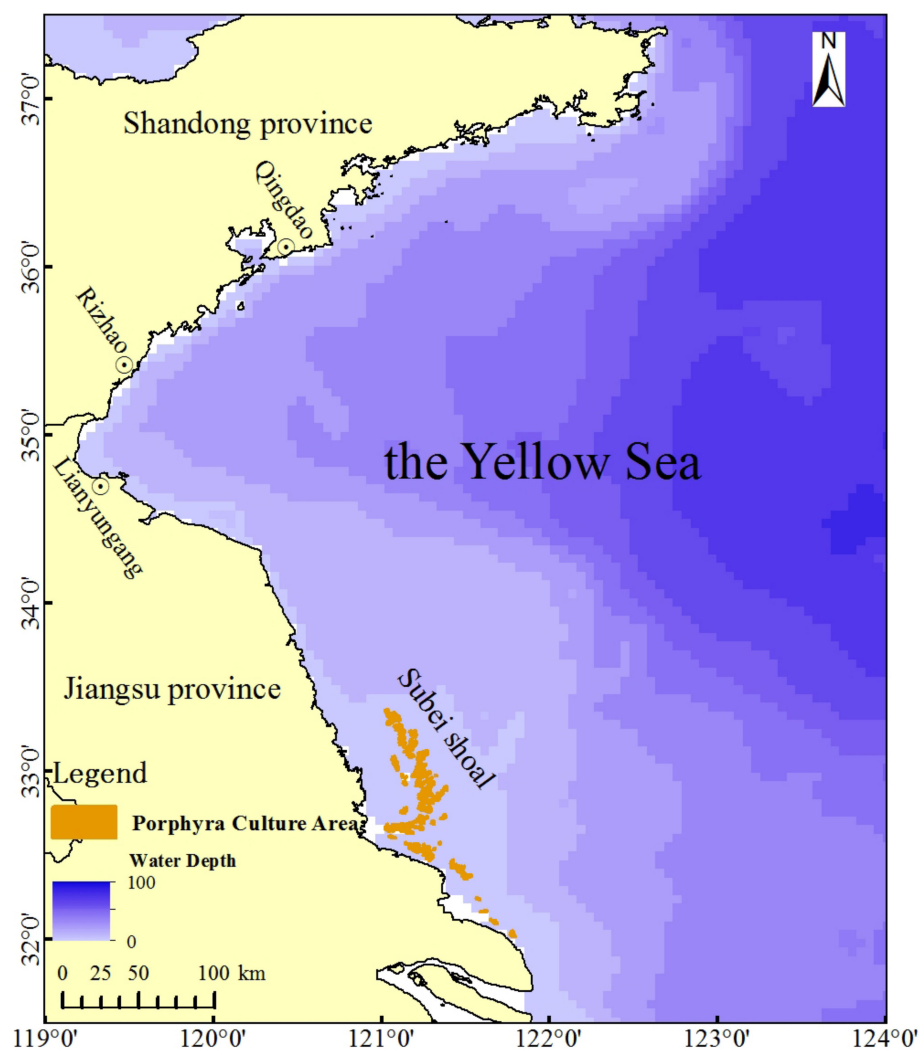 N
37°0'
Shandong province
Qingdao
36°0'
Rizhao
35°0'
the Yellow Sea
Lianyungang
34°0'
Subei shoal
Jiangsu province
33°0'
Legend
Porphyra Culture Area
Water Depth
100
0
32°0'
0 25 50 100 km
119°0' 120°0' 121°0' 122°0' 123°0' 124°0'